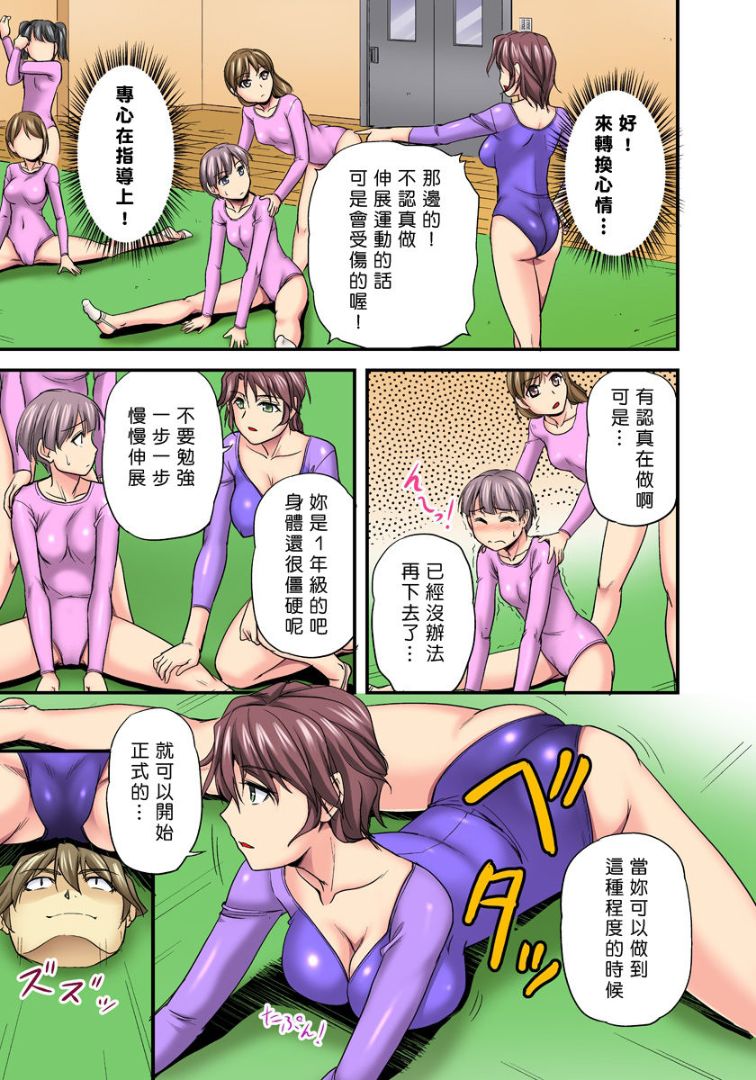 好！
來轉換心情…
專心在指導上！
那邊的！
不認真做
伸展運動的話
可是會受傷的喔！
有認真在做啊
可是…
ん～っ！
已經沒辦法
再下去了…
不要勉強
一步一步
慢慢伸展
妳是1年級的吧
身體還很僵硬呢
當妳可以做到
這種程度的時候
ベタッ
たぷん！
就可以開始
正式的…
ズズッ